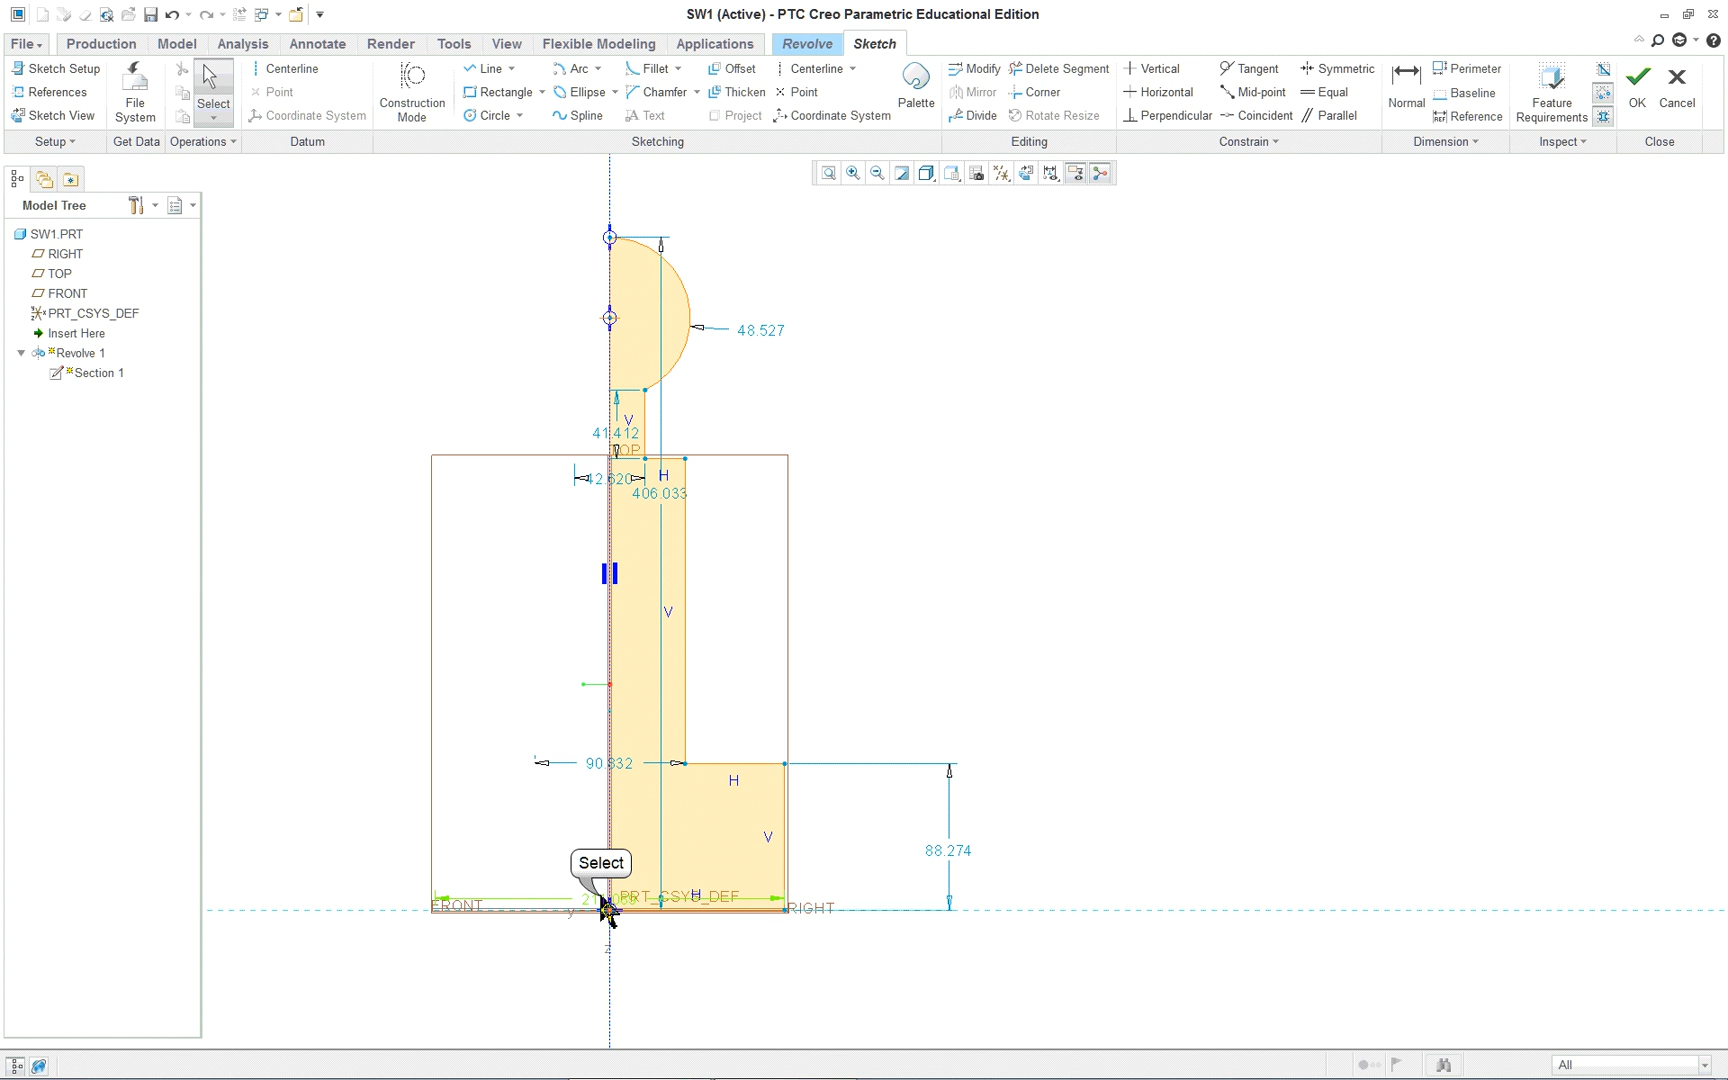 SW1 (Active) - PTC Creo Parametric Educational Edition
File Production Model Analysis Annotate Render Tools View Flexible Modeling Applications Revolve Sketch
Sketch Setup
References
Sketch View
Setup
File System
Get Data
Select
Operations
Centerline
Point
Coordinate System
Datum
Construction Mode
Line Arc Fillet Offset Centerline
Rectangle Ellipse Chamfer Thicken Point
Circle Spline Text Project Coordinate System
Palette
Sketching
Modify Delete Segment
Mirror Corner
Divide Rotate Resize
Editing
Vertical Tangent Symmetric
Horizontal Mid-point Equal
Perpendicular Coincident Parallel
Constrain
Normal
Perimeter
Baseline
Reference
Dimension
Feature Requirements
Inspect
OK
Cancel
Close
Model Tree
SW1.PRT
RIGHT
TOP
FRONT
PRT_CSYS_DEF
Insert Here
Revolve 1
Section 1
48.527
V
41.412
TOP
42.620
H
406.033
V
90.832
H
V
88.274
Select
H
PRT_CSYS_DEF
FRONT
y
RIGHT
z
All